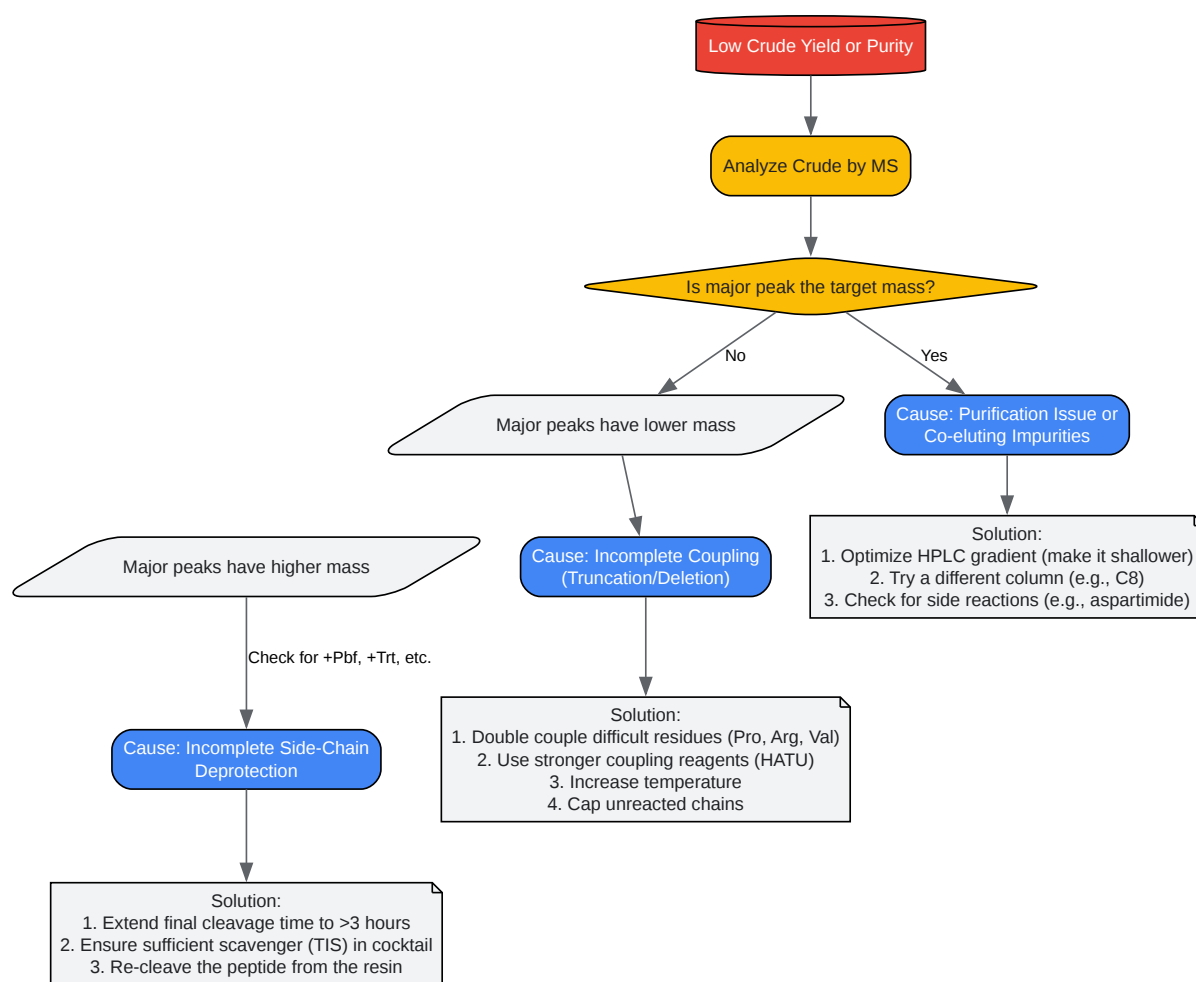 Low Crude Yield or Purity
Analyze Crude by MS
Is major peak the target mass?
No
Yes
Major peaks have lower mass
Cause: Purification Issue or
Co-eluting Impurities
Major peaks have higher mass
Cause: Incomplete Coupling
(Truncation/Deletion)
Solution:
1. Optimize HPLC gradient (make it shallower)
2. Try a different column (e.g., C8)
3. Check for side reactions (e.g., aspartimide)
Check for +Pbf, +Trt, etc.
Cause: Incomplete Side-Chain
Deprotection
Solution:
1. Double couple difficult residues (Pro, Arg, Val)
2. Use stronger coupling reagents (HATU)
3. Increase temperature
4. Cap unreacted chains
Solution:
1. Extend final cleavage time to >3 hours
2. Ensure sufficient scavenger (TIS) in cocktail
3. Re-cleave the peptide from the resin